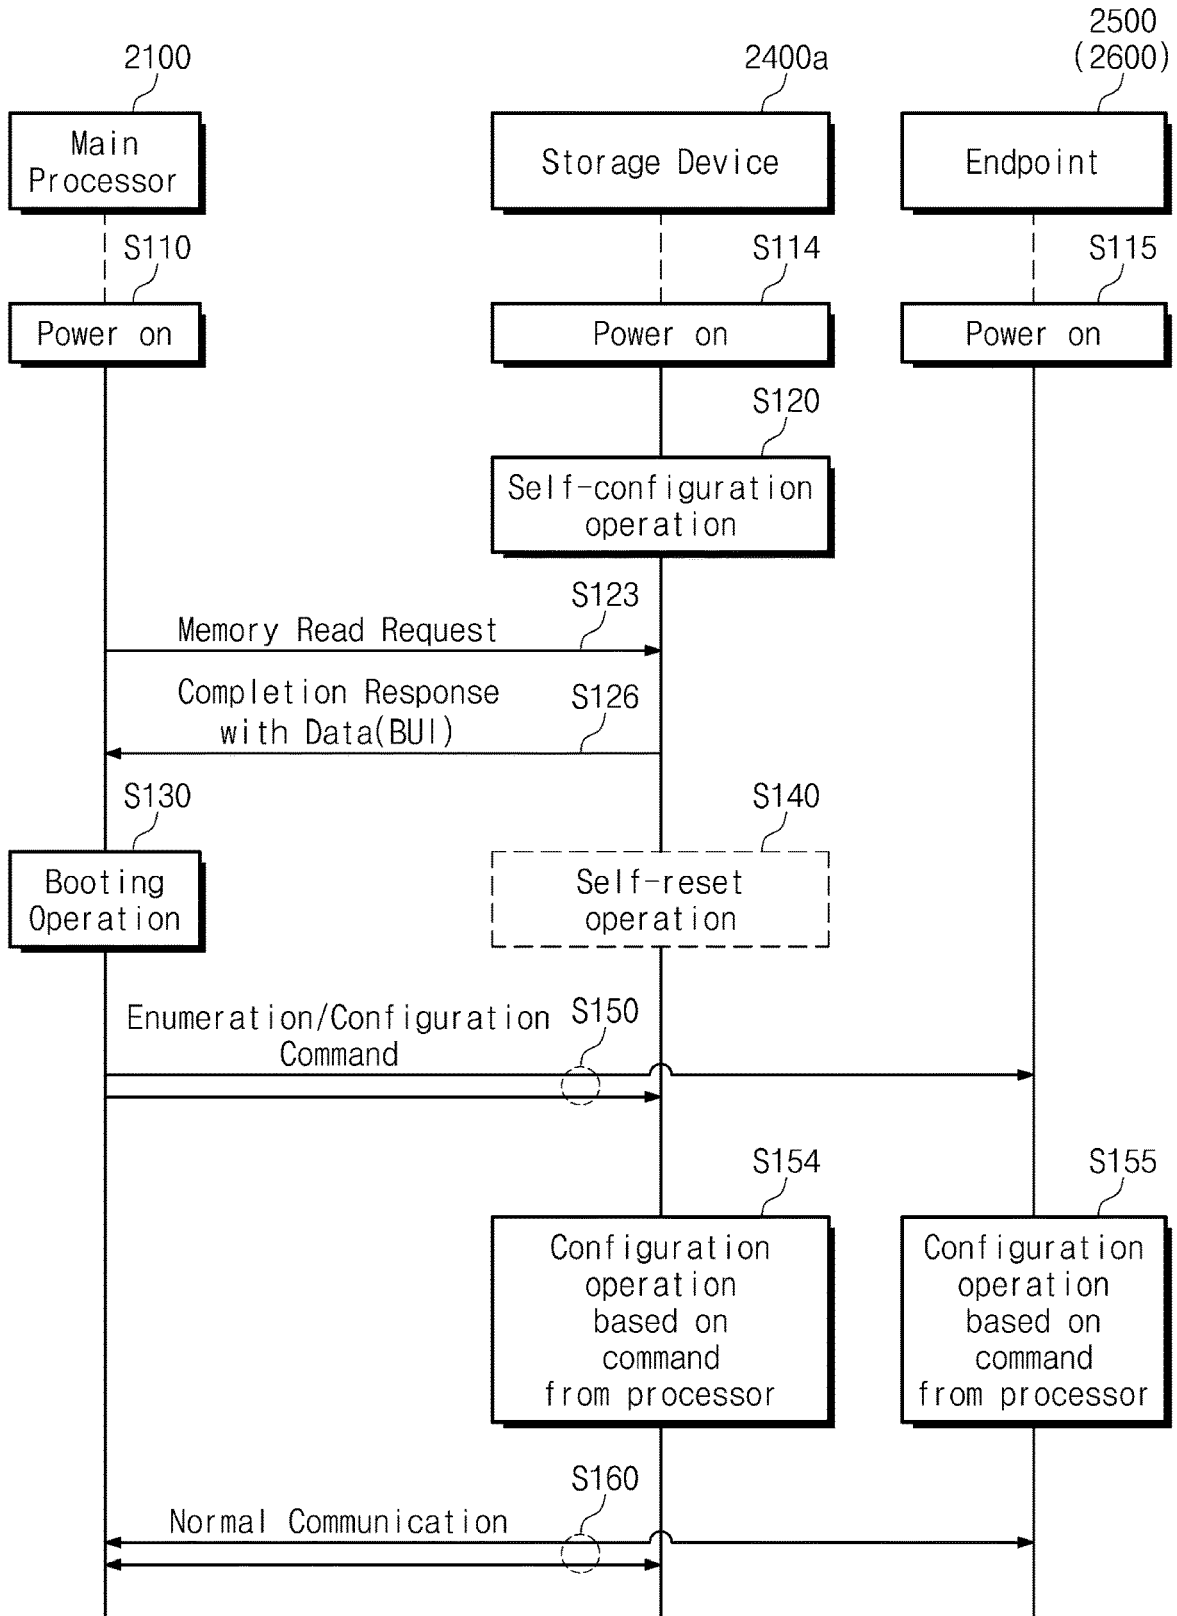 2100
2400a
2500
(2600)
Main
Processor
Storage Device
Endpoint
S110
S114
S115
Power on
Power on
Power on
S120
Self-configuration
operation
S123
Memory Read Request
Completion Response
with Data(BUI)
S126
S130
S140
Booting
Operation
Self-reset
operation
Enumeration/Configuration
Command
S150
S154
S155
Configuration
operation
based on
command
from processor
Configuration
operation
based on
command
from processor
S160
Normal Communication